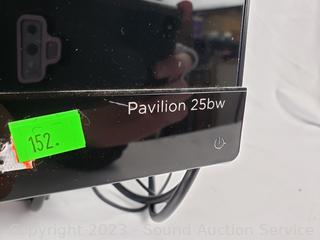 Pavilion 25bw
152.
Copyright 2023 - Sound Auction Service